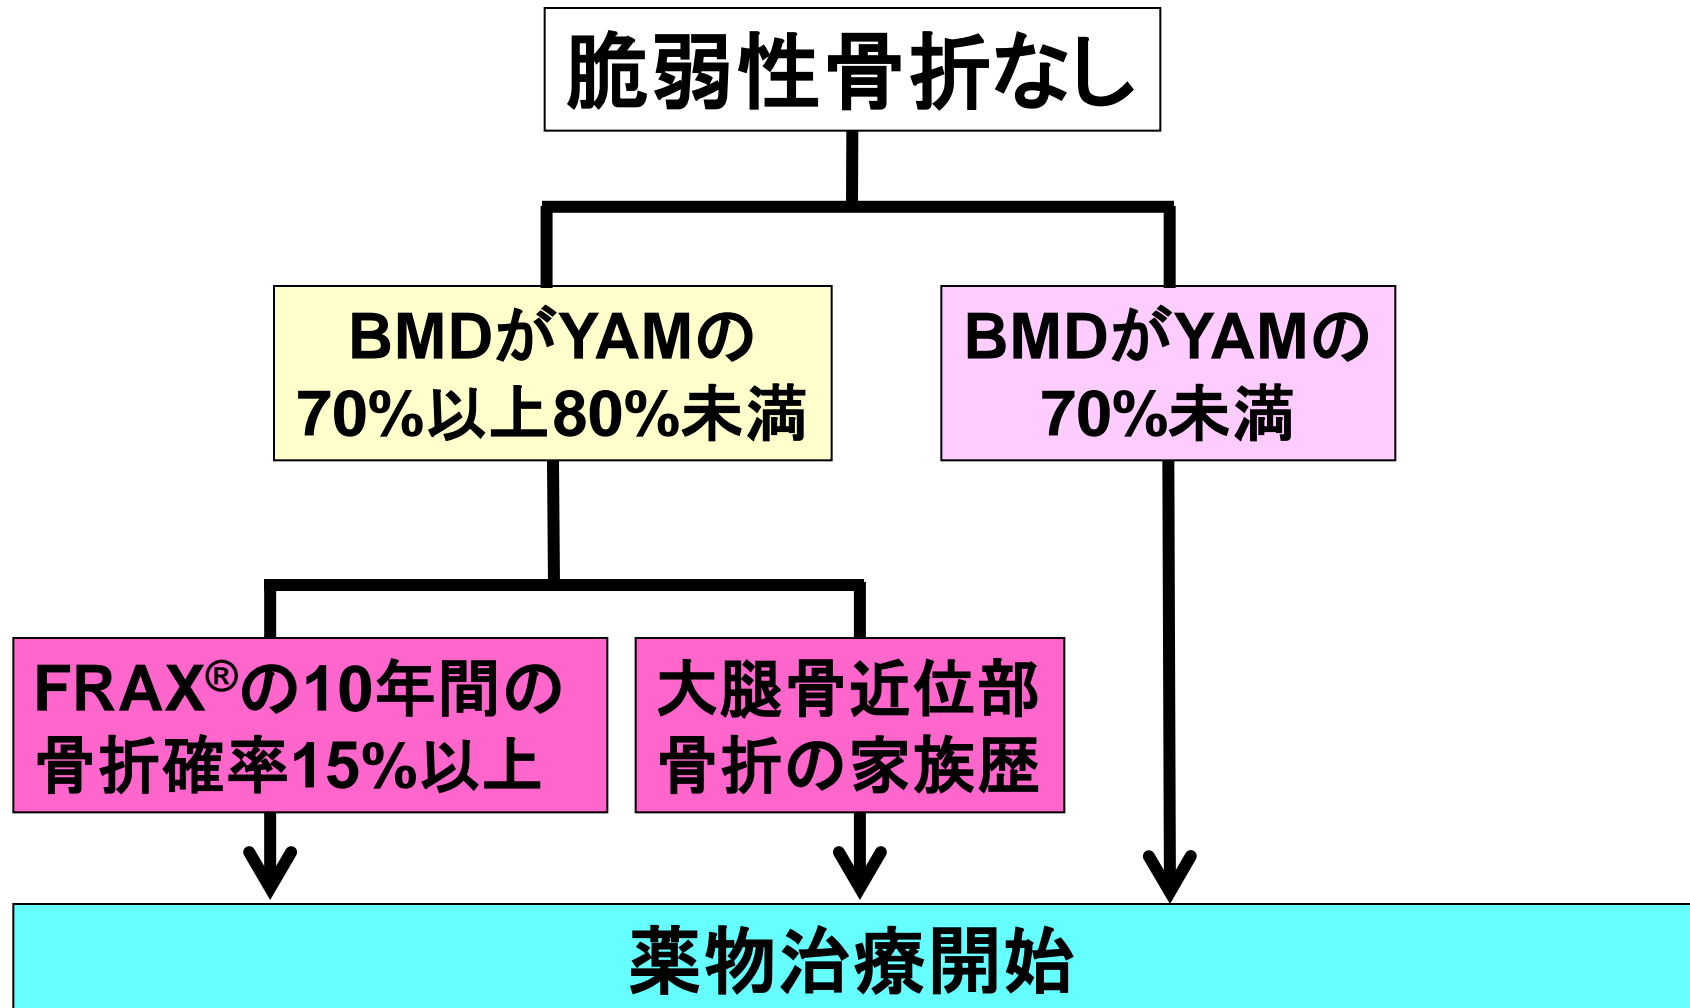 脆弱性骨折なし
BMDがYAMの
70%以上80%未満
BMDがYAMの
70%未満
FRAX®の10年間の
骨折確率15%以上
大腿骨近位部
骨折の家族歴
薬物治療開始